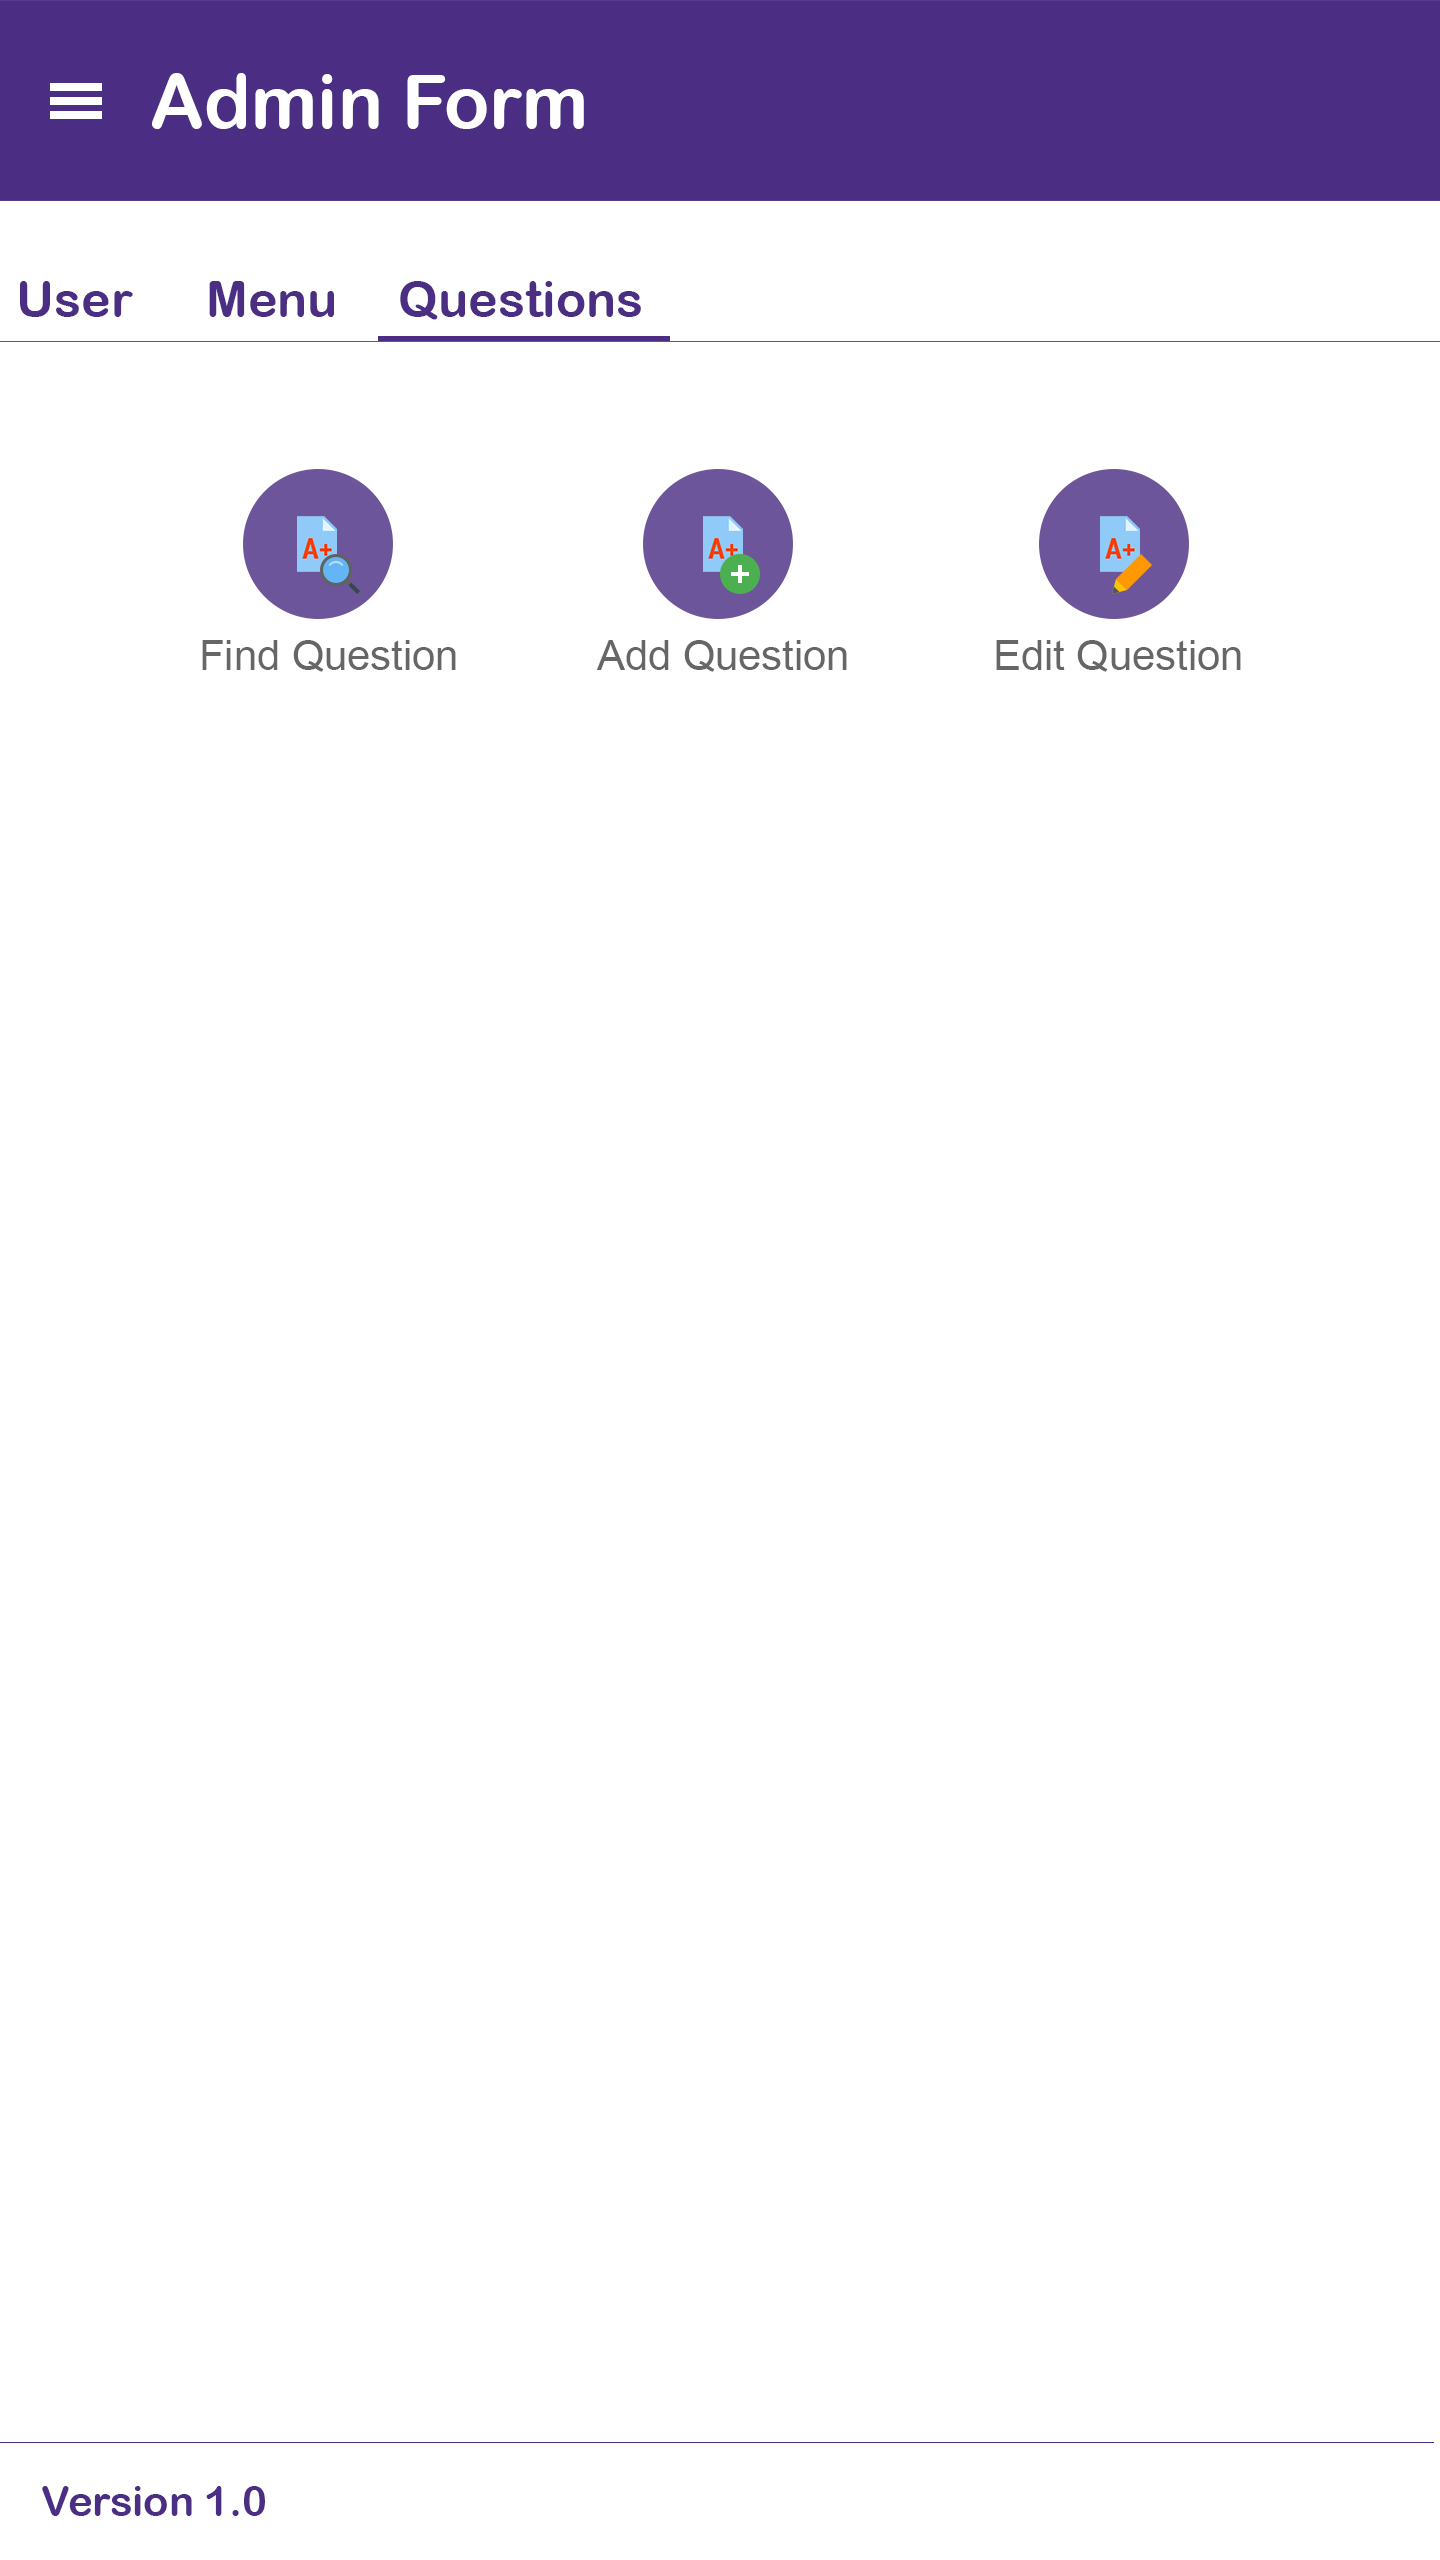 Admin Form
User Menu Questions
A+ A+ A+
Find Question Add Question Edit Question
Version 1.0